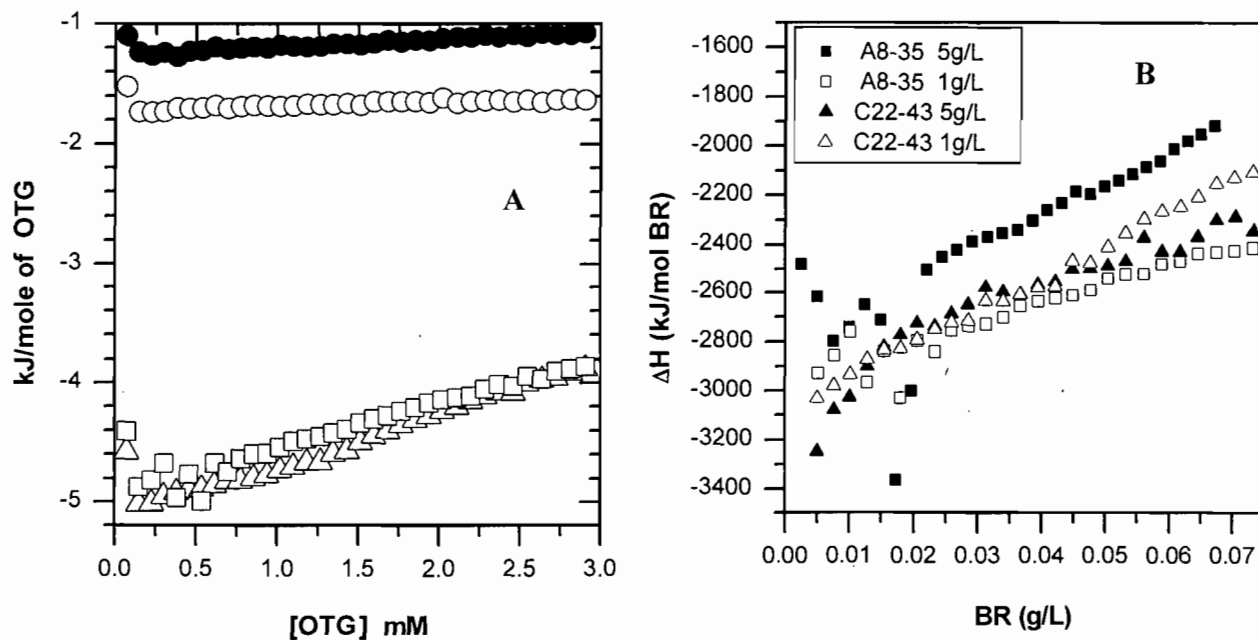 -1
-2
-3
-4
-5
kJ/mole of OTG
A
0.0 0.5 1.0 1.5 2.0 2.5 3.0
[OTG] mM
-1600
-1800
-2000
-2200
-2400
-2600
-2800
-3000
-3200
-3400
ΔH (kJ/mol BR)
A8-35 5g/L
A8-35 1g/L
C22-43 5g/L
C22-43 1g/L
B
0.00 0.01 0.02 0.03 0.04 0.05 0.06 0.07
BR (g/L)